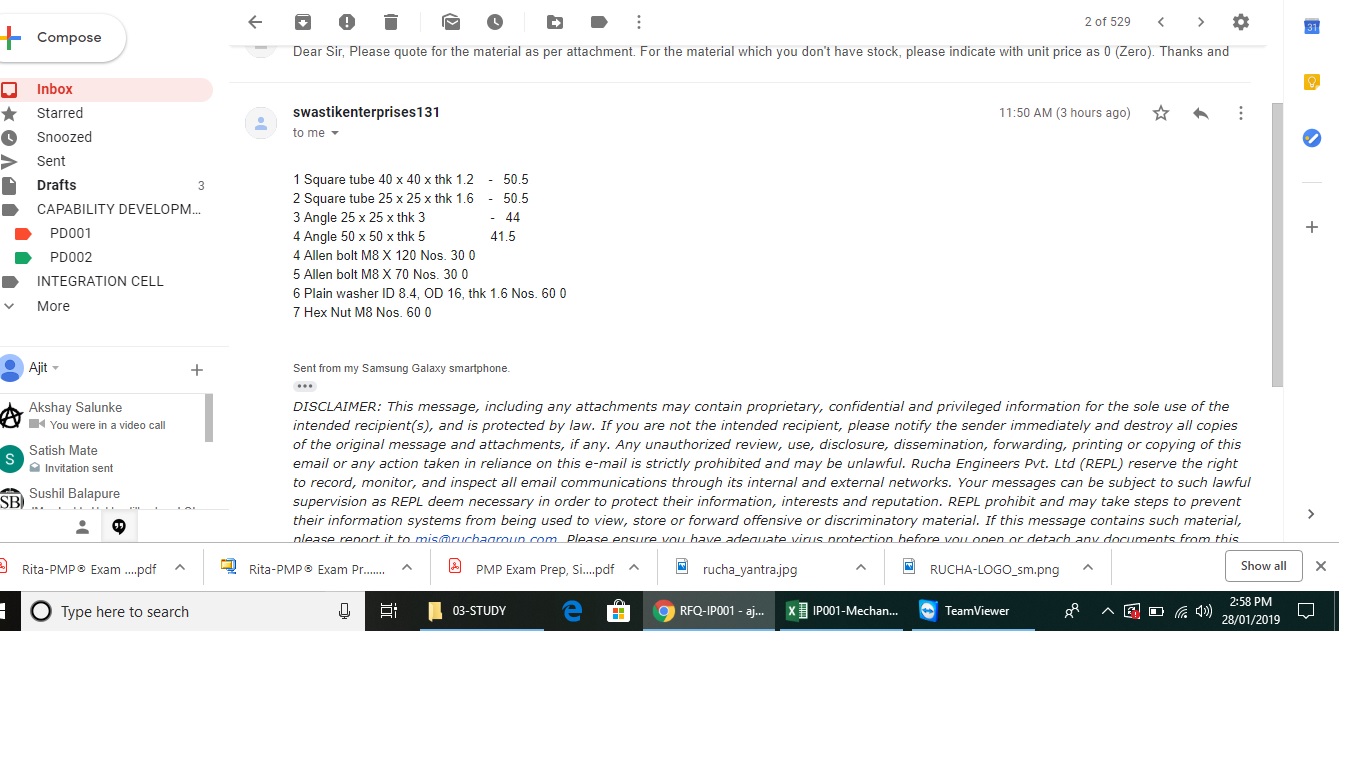 Compose
2 of 529
Dear Sir, Please quote for the material as per attachment. For the material which you don't have stock, please indicate with unit price as 0 (Zero). Thanks and
Inbox
Starred
Snoozed
Sent
Drafts 3
CAPABILITY DEVELOPM...
PD001
PD002
INTEGRATION CELL
More
Ajit
Akshay Salunke
You were in a video call
Satish Mate
Invitation sent
Sushil Balapure
swastikenterprises131
11:50 AM (3 hours ago)
to me
1 Square tube 40 x 40 x thk 1.2 - 50.5
2 Square tube 25 x 25 x thk 1.6 - 50.5
3 Angle 25 x 25 x thk 3 - 44
4 Angle 50 x 50 x thk 5 41.5
4 Allen bolt M8 X 120 Nos. 30 0
5 Allen bolt M8 X 70 Nos. 30 0
6 Plain washer ID 8.4, OD 16, thk 1.6 Nos. 60 0
7 Hex Nut M8 Nos. 60 0
Sent from my Samsung Galaxy smartphone.
DISCLAIMER: This message, including any attachments may contain proprietary, confidential and privileged information for the sole use of the
intended recipient(s), and is protected by law. If you are not the intended recipient, please notify the sender immediately and destroy all copies
of the original message and attachments, if any. Any unauthorized review, use, disclosure, dissemination, forwarding, printing or copying of this
email or any action taken in reliance on this e-mail is strictly prohibited and may be unlawful. Rucha Engineers Pvt. Ltd (REPL) reserve the right
to record, monitor, and inspect all email communications through its internal and external networks. Your messages can be subject to such lawful
supervision as REPL deem necessary in order to protect their information, interests and reputation. REPL prohibit and may take steps to prevent
their information systems from being used to view, store or forward offensive or discriminatory material. If this message contains such material,
please report it to mis@ruchagroup.com. Please ensure you have adequate virus protection before you open or detach any documents from this
31
S
SB
Rita-PMP® Exam ....pdf
Rita-PMP® Exam Pr.......
PMP Exam Prep, Si....pdf
rucha_yantra.jpg
RUCHA-LOGO_sm.png
Show all
Type here to search
03-STUDY
RFQ-IP001 - aj...
IP001-Mechan...
TeamViewer
2:58 PM
28/01/2019